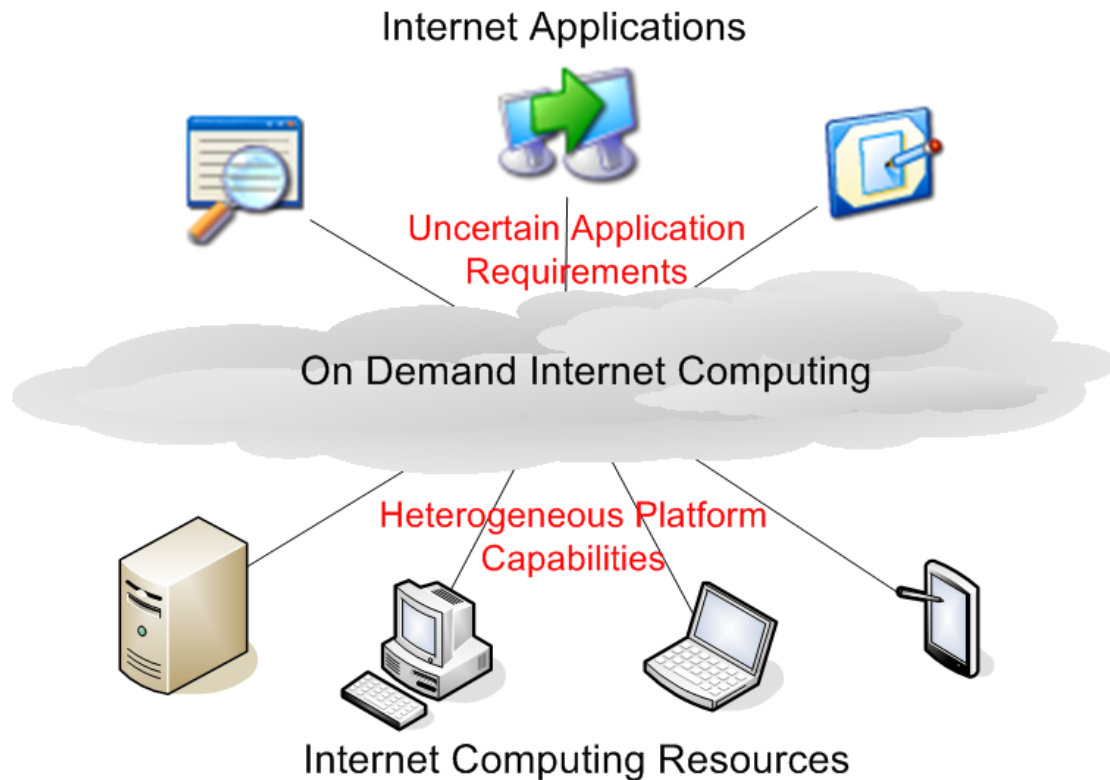 Internet Applications
Uncertain Application
Requirements
On Demand Internet Computing
Heterogeneous Platform
Capabilities
Internet Computing Resources